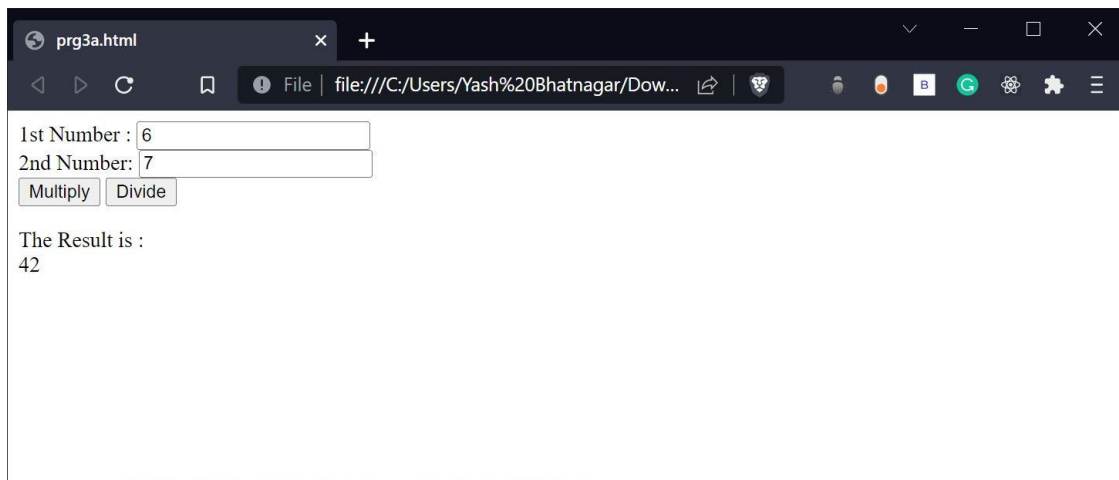 prg3a.html
File | file:///C:/Users/Yash%20Bhatnagar/Dow... B G
1st Number : 6
2nd Number: 7
Multiply Divide
The Result is :
42